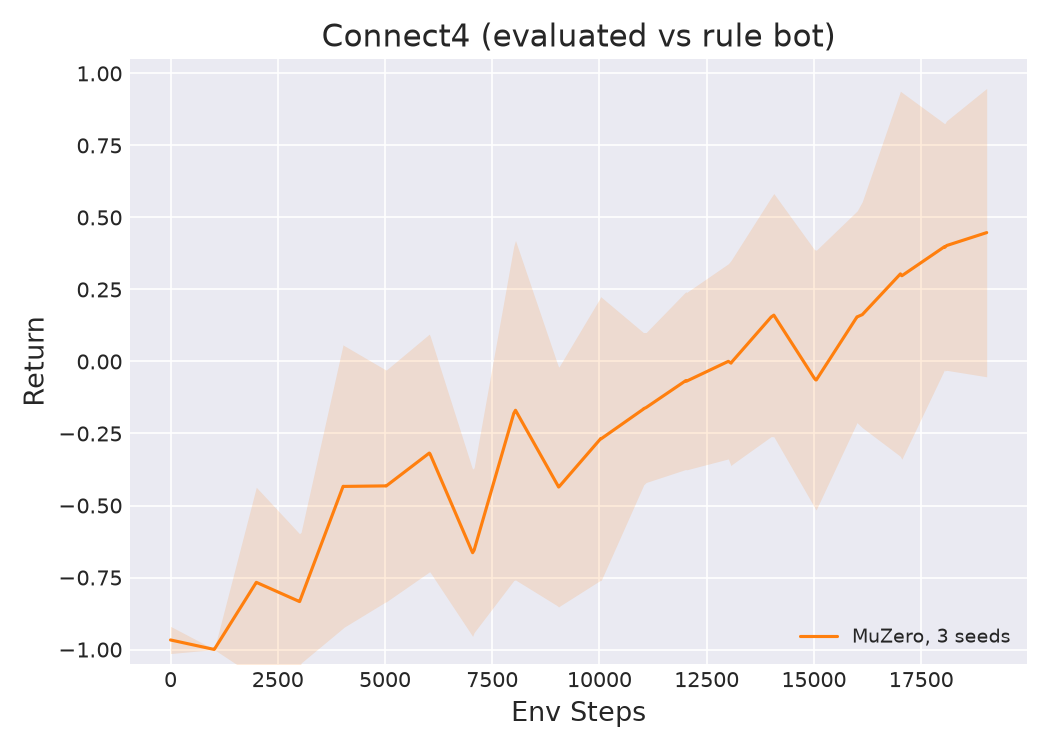 Connect4 (evaluated vs rule bot)
1.00
0.75
0.50
0.25
0.00
−0.25
−0.50
−0.75
−1.00
Return
MuZero, 3 seeds
0 2500 5000 7500 10000 12500 15000 17500
Env Steps